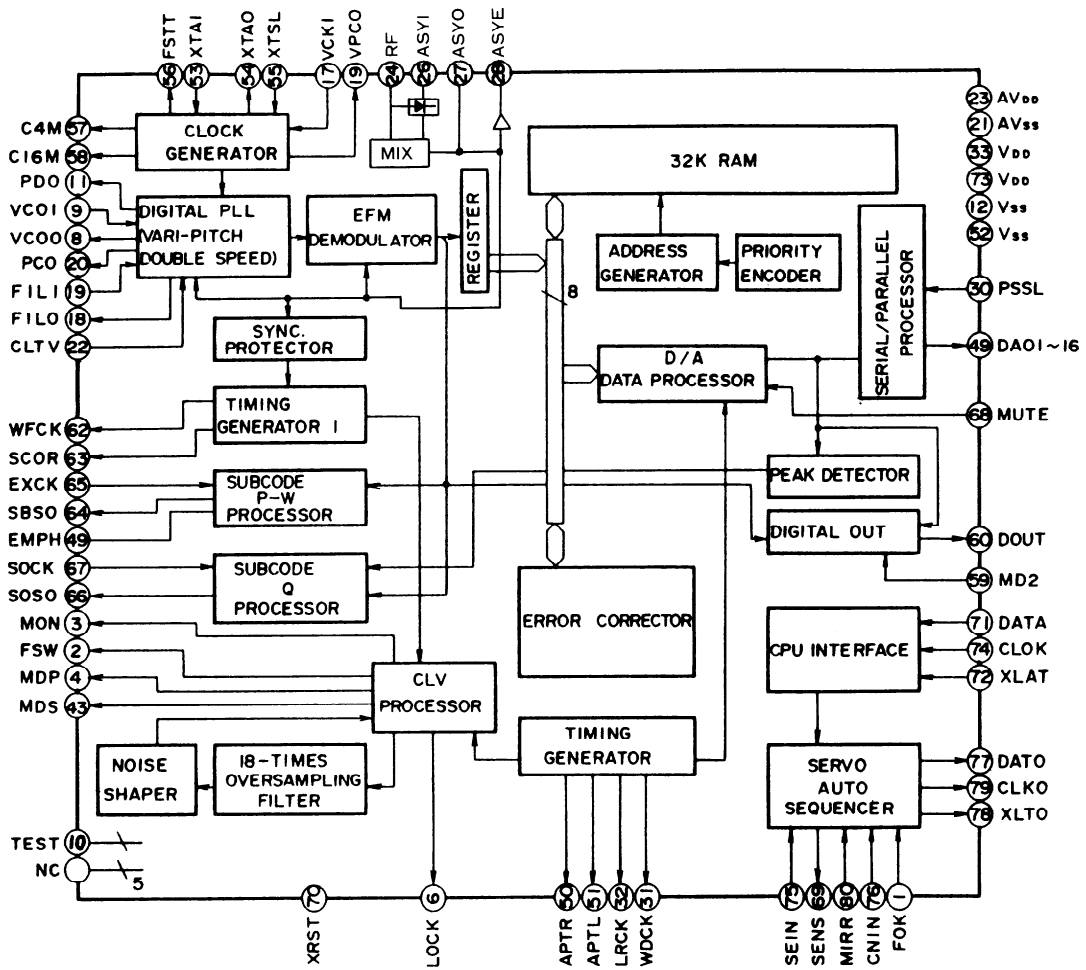 FSTT
XTAI
XTAO
XTSL
VCKI
VPCO
RF
ASYI
ASYO
ASYE
56
53
54
55
17
19
24
26
27
28
C4M 57
C16M 58
PDO 11
VCOI 9
VCOO 8
PCO 20
FILI 19
FILO 18
CLTV 22
WFCK 62
SCOR 63
EXCK 65
SBSO 64
EMPH 49
SOCK 67
SOSO 66
MON 3
FSW 2
MDP 4
MDS 43
TEST 10
NC
5
CLOCK
GENERATOR
MIX
DIGITAL PLL
(VARI-PITCH
DOUBLE SPEED)
EFM
DEMODULATOR
REGISTER
SYNC.
PROTECTOR
TIMING
GENERATOR 1
SUBCODE
P-W
PROCESSOR
SUBCODE
Q
PROCESSOR
CLV
PROCESSOR
NOISE
SHAPER
18-TIMES
OVERSAMPLING
FILTER
32K RAM
8
ADDRESS
GENERATOR
PRIORITY
ENCODER
D/A
DATA PROCESSOR
SERIAL/PARALLEL
PROCESSOR
PEAK DETECTOR
DIGITAL OUT
ERROR CORRECTOR
TIMING
GENERATOR
CPU INTERFACE
SERVO
AUTO
SEQUENCER
23 AVDD
21 AVSS
33 VDD
73 VDD
12 VSS
52 VSS
30 PSSL
49 DAO1~16
68 MUTE
60 DOUT
59 MD2
71 DATA
74 CLOK
72 XLAT
77 DATO
79 CLKO
78 XLTO
70
6
50
51
32
31
75
69
80
76
1
XRST
LOCK
APTR
APTL
LRCK
WDCK
SEIN
SENS
MIRR
CNIN
FOK